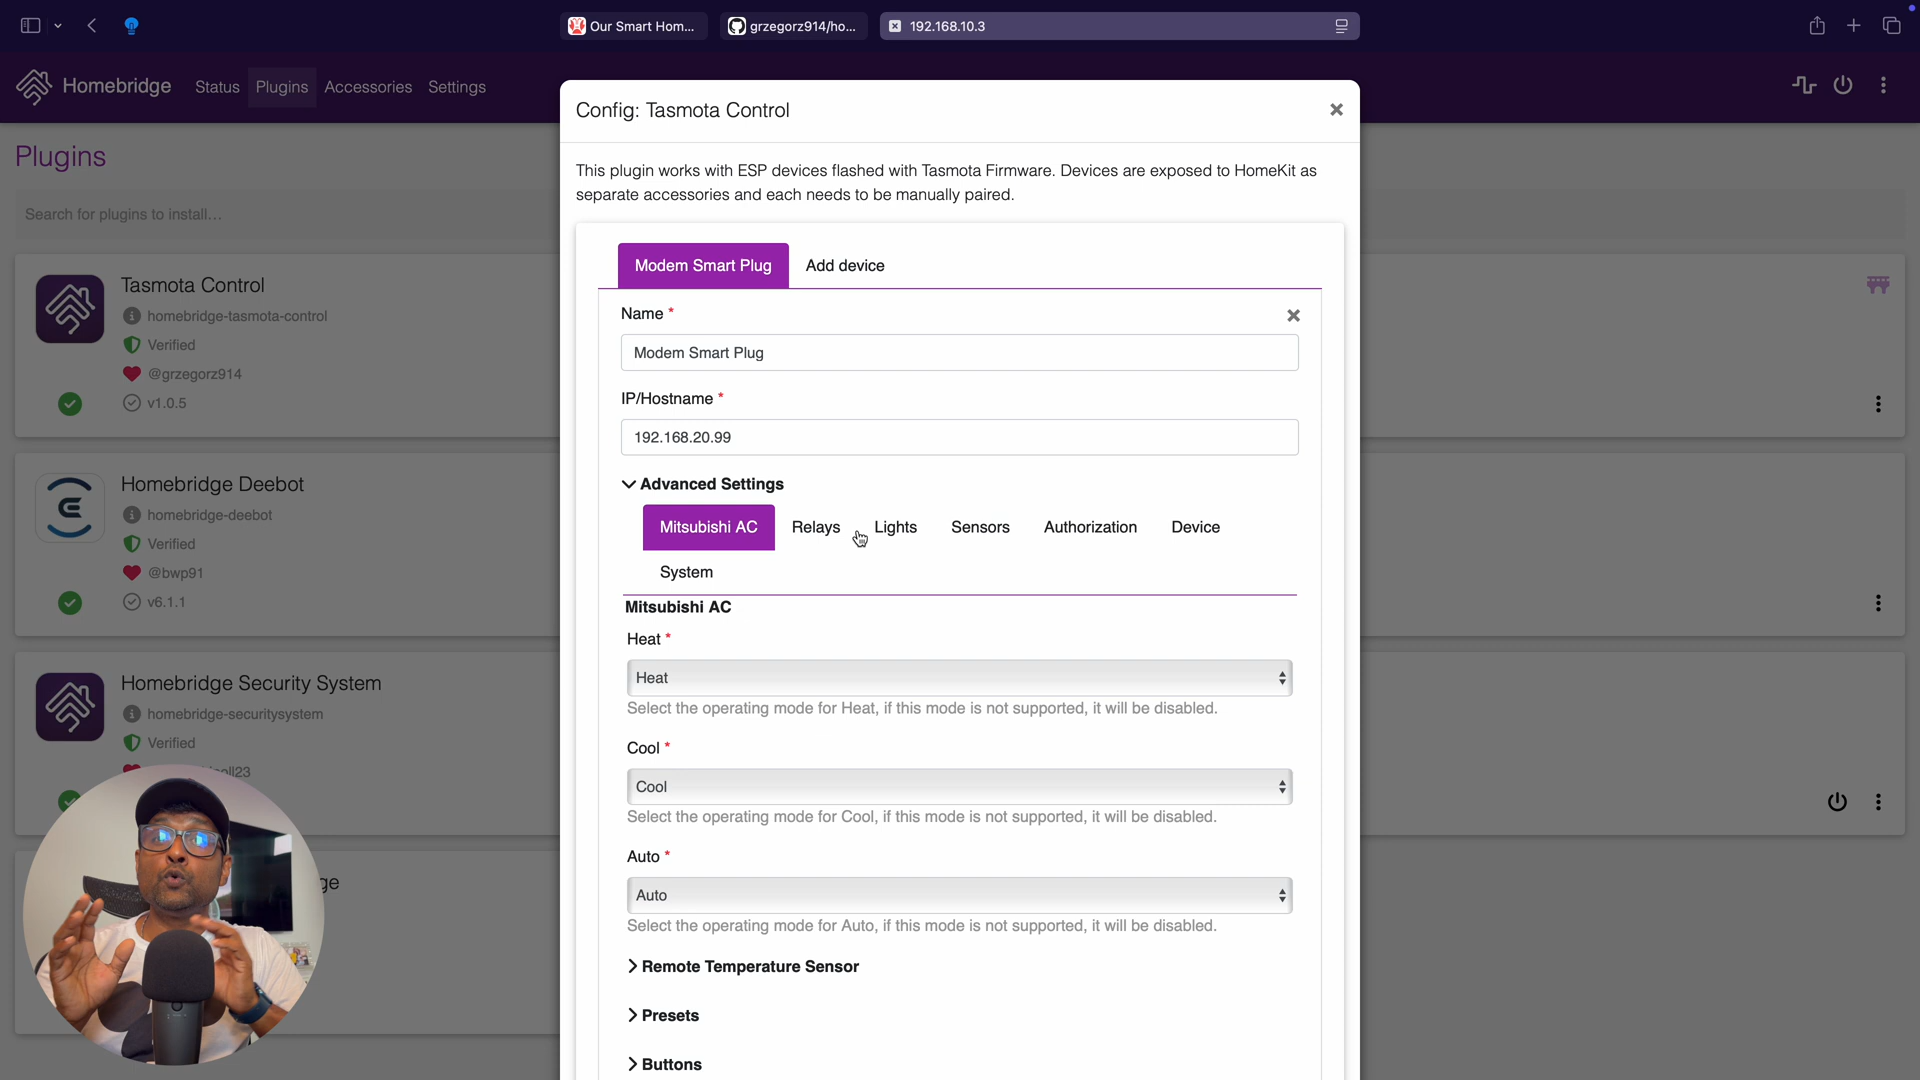 Our Smart Hom...
grzegorz914/ho...
192.168.10.3
Homebridge
Status
Plugins
Accessories
Settings
Plugins
Search for plugins to install...
Tasmota Control
homebridge-tasmota-control
Verified
@grzegorz914
v1.0.5
Homebridge Deebot
homebridge-deebot
Verified
@bwp91
v6.1.1
Homebridge Security System
homebridge-securitysystem
Verified
oll23
ge
Config: Tasmota Control
This plugin works with ESP devices flashed with Tasmota Firmware. Devices are exposed to HomeKit as
separate accessories and each needs to be manually paired.
Modem Smart Plug
Add device
Name *
Modem Smart Plug
IP/Hostname *
192.168.20.99
Advanced Settings
Mitsubishi AC
Relays
Lights
Sensors
Authorization
Device
System
Mitsubishi AC
Heat *
Heat
Select the operating mode for Heat, if this mode is not supported, it will be disabled.
Cool *
Cool
Select the operating mode for Cool, if this mode is not supported, it will be disabled.
Auto *
Auto
Select the operating mode for Auto, if this mode is not supported, it will be disabled.
Remote Temperature Sensor
Presets
Buttons